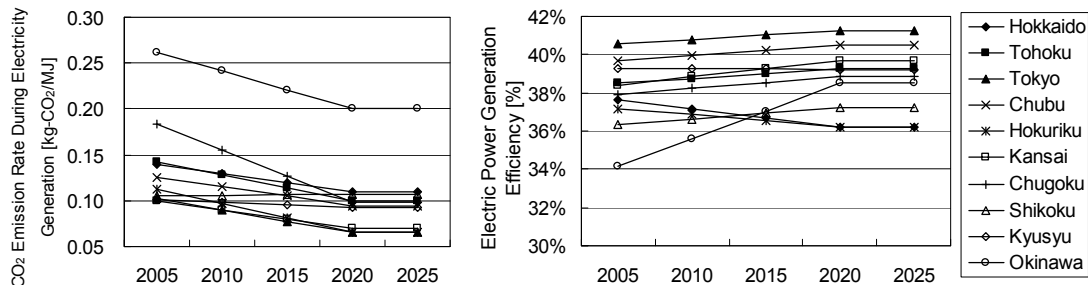 CO₂ Emission Rate During Electricity
Generation [kg-CO₂/MJ]
0.30
0.25
0.20
0.15
0.10
0.05
2005 2010 2015 2020 2025
Electric Power Generation
Efficiency [%]
42%
40%
38%
36%
34%
32%
30%
2005 2010 2015 2020 2025
Hokkaido
Tohoku
Tokyo
Chubu
Hokuriku
Kansai
Chugoku
Shikoku
Kyusyu
Okinawa